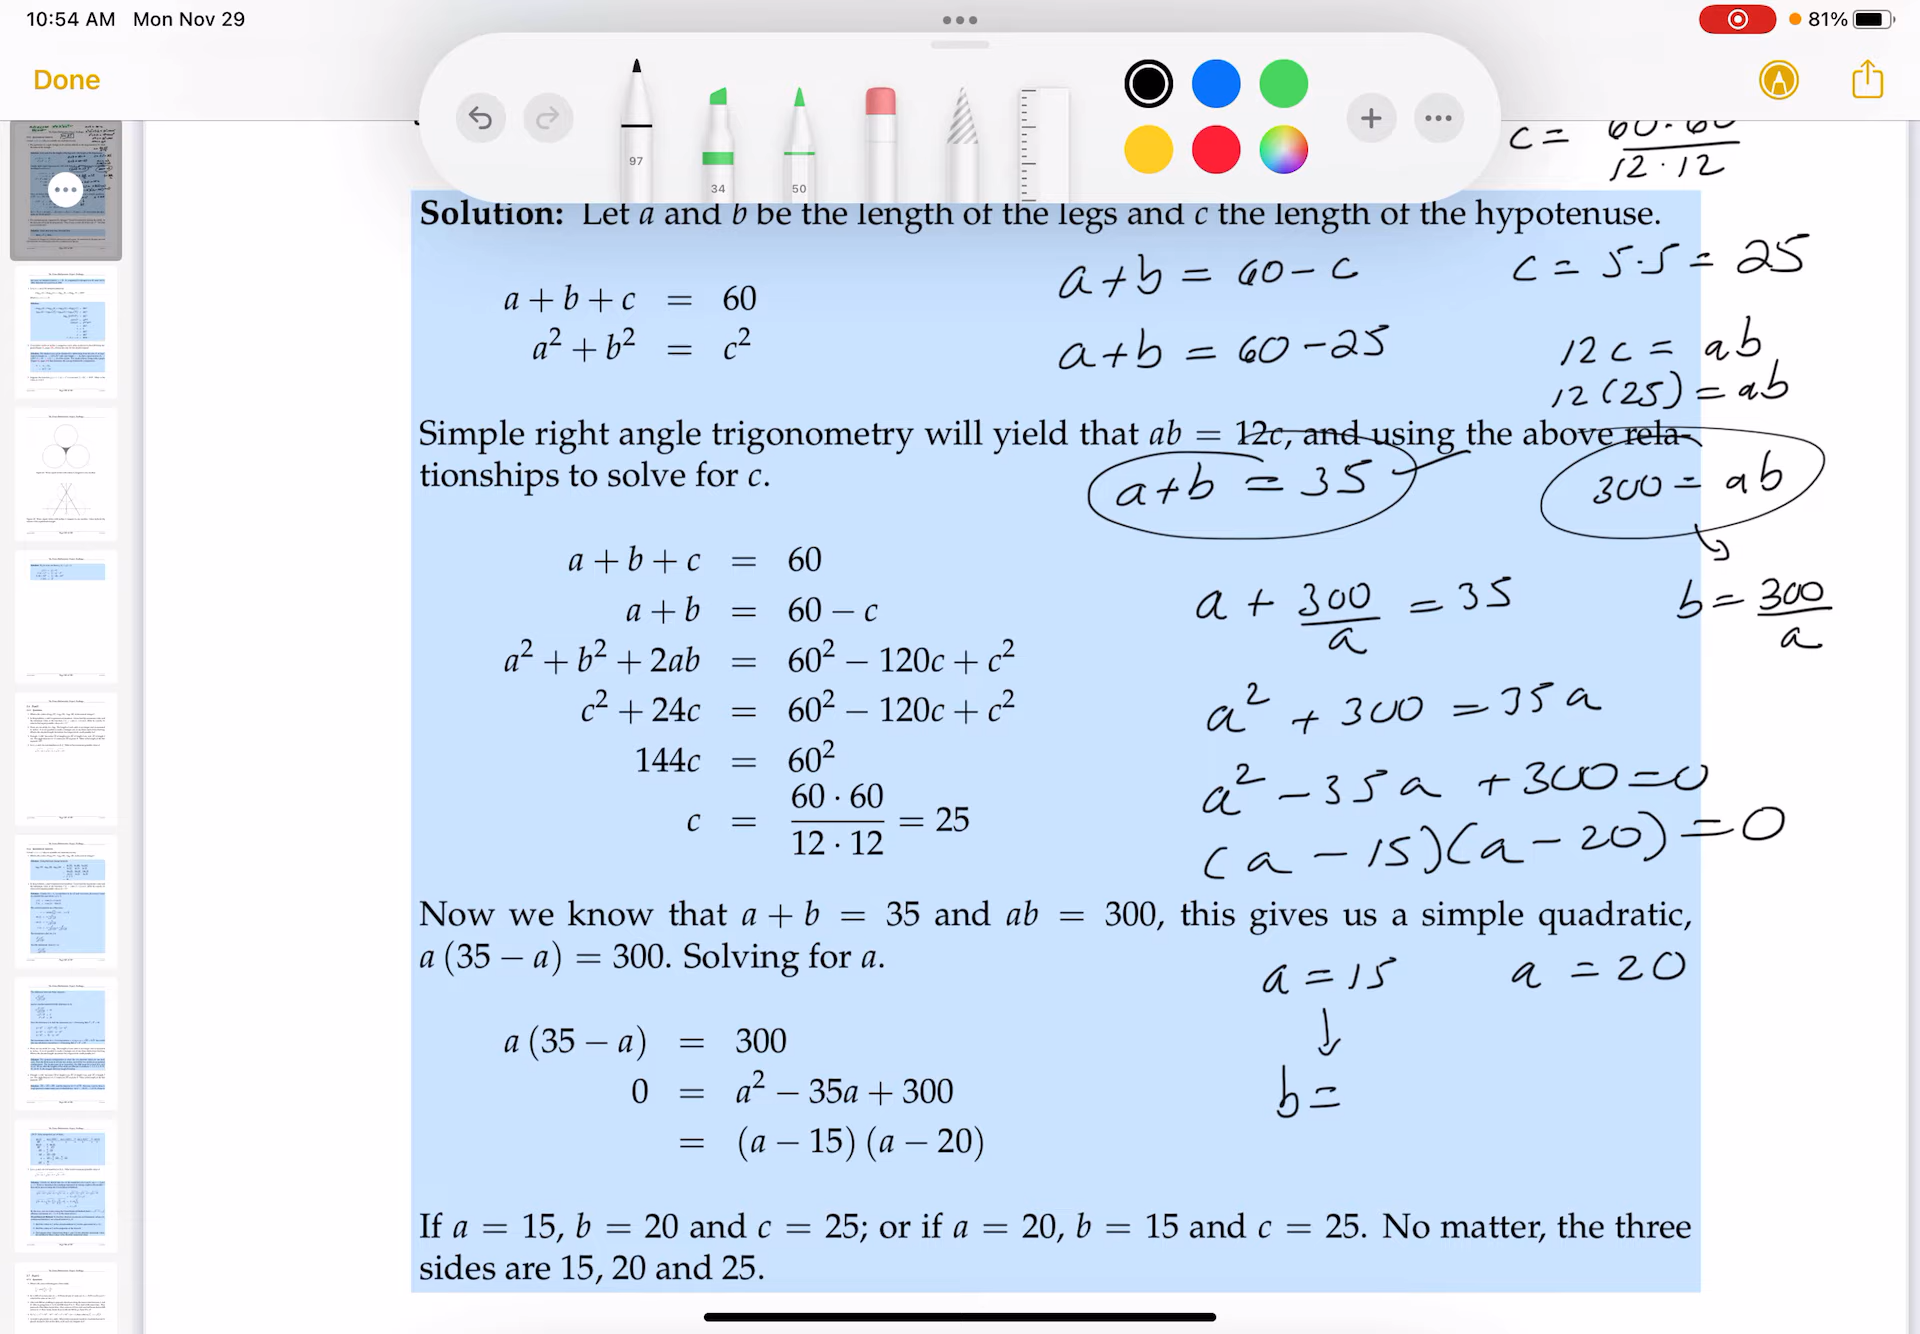 10:54 AM Mon Nov 29
81%
Done
97
34
50
c = 60·60 / 12·12
Solution: Let a and b be the length of the legs and c the length of the hypotenuse.
a + b + c = 60
a² + b² = c²
a+b = 60-c
c = 5·5 = 25
a+b = 60-25
12c = ab
12(25) = ab
Simple right angle trigonometry will yield that ab = 12c, and using the above rela-
tionships to solve for c.
a+b = 35
300 = ab
a + b + c = 60
a + b = 60 − c
a² + b² + 2ab = 60² − 120c + c²
c² + 24c = 60² − 120c + c²
144c = 60²
c = 60 · 60 / 12 · 12 = 25
a + 300/a = 35
b = 300/a
a² + 300 = 35a
a² - 35a + 300 = 0
(a - 15)(a - 20) = 0
Now we know that a + b = 35 and ab = 300, this gives us a simple quadratic,
a (35 − a) = 300. Solving for a.
a = 15 a = 20
b =
a (35 − a) = 300
0 = a² − 35a + 300
= (a − 15) (a − 20)
If a = 15, b = 20 and c = 25; or if a = 20, b = 15 and c = 25. No matter, the three
sides are 15, 20 and 25.